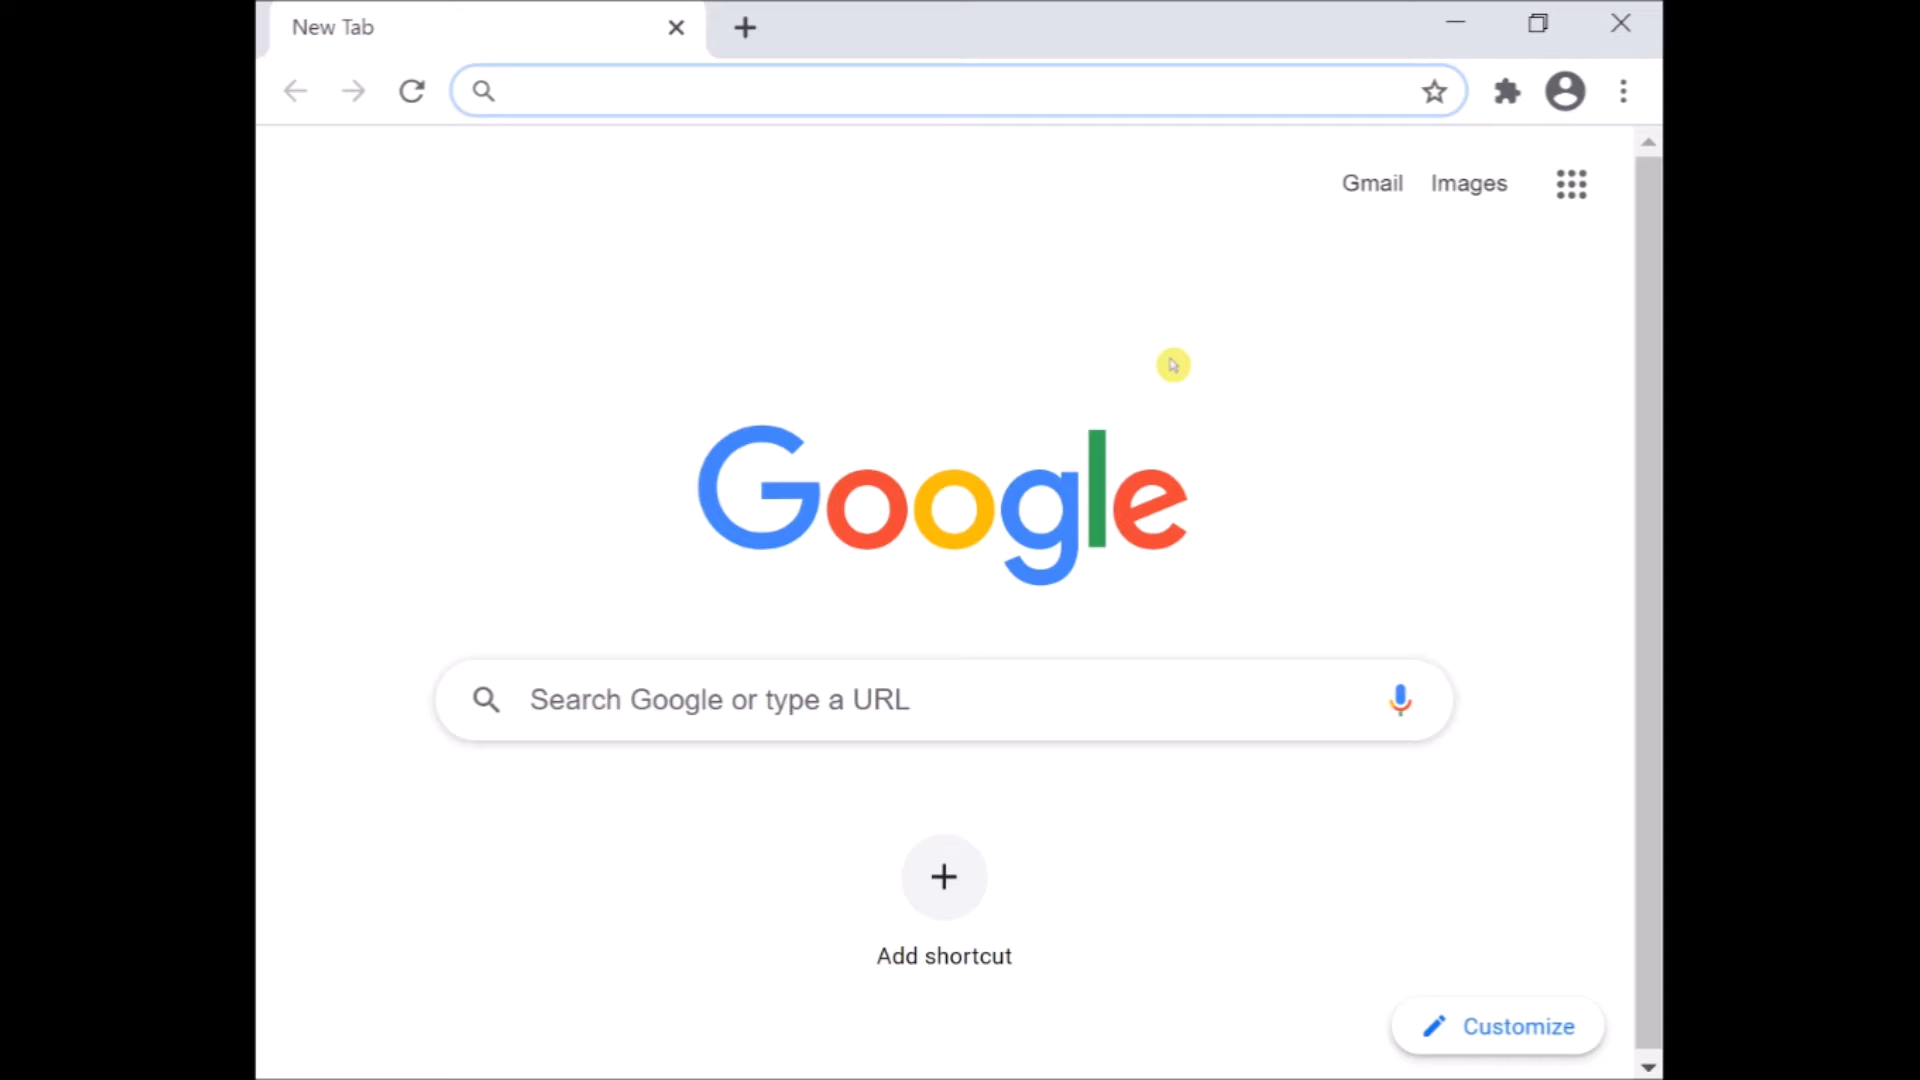 New Tab
Gmail Images
Google
Search Google or type a URL
Add shortcut
Customize